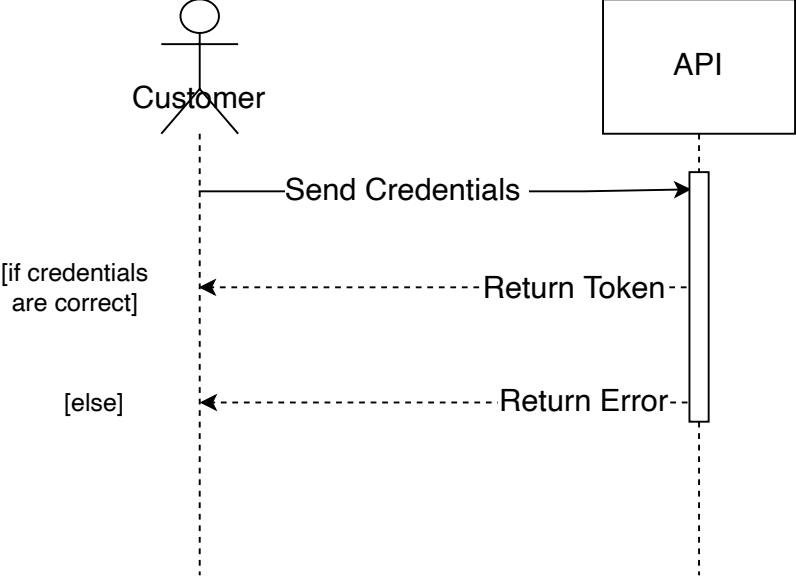 API
Customer
Send Credentials
[if credentials
are correct]
Return Token
[else]
Return Error